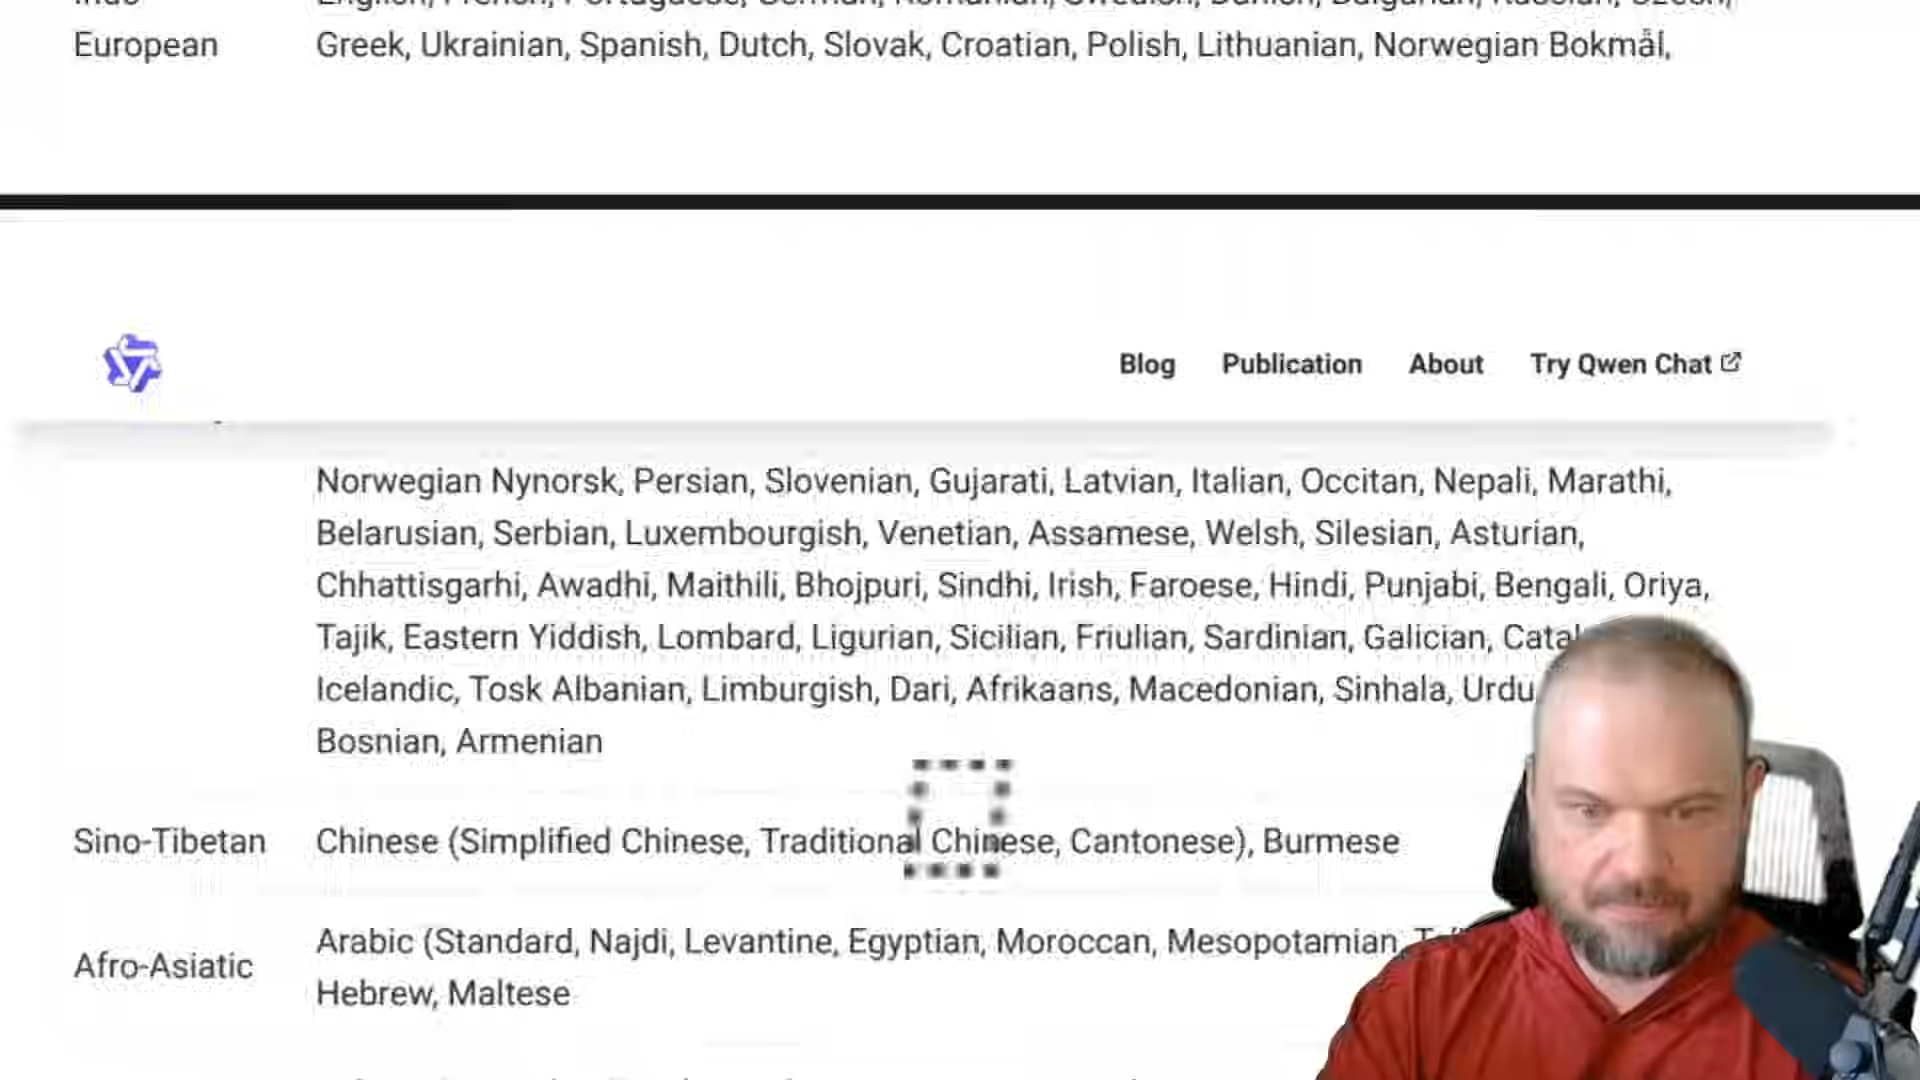 European Greek, Ukrainian, Spanish, Dutch, Slovak, Croatian, Polish, Lithuanian, Norwegian Bokmål,
Blog Publication About Try Qwen Chat
Norwegian Nynorsk, Persian, Slovenian, Gujarati, Latvian, Italian, Occitan, Nepali, Marathi,
Belarusian, Serbian, Luxembourgish, Venetian, Assamese, Welsh, Silesian, Asturian,
Chhattisgarhi, Awadhi, Maithili, Bhojpuri, Sindhi, Irish, Faroese, Hindi, Punjabi, Bengali, Oriya,
Tajik, Eastern Yiddish, Lombard, Ligurian, Sicilian, Friulian, Sardinian, Galician,
Icelandic, Tosk Albanian, Limburgish, Dari, Afrikaans, Macedonian, Sinhala, Urdu
Bosnian, Armenian
Sino-Tibetan Chinese (Simplified Chinese, Traditional Chinese, Cantonese), Burmese
Afro-Asiatic
Arabic (Standard, Najdi, Levantine, Egyptian, Moroccan, Mesopotamian,
Hebrew, Maltese